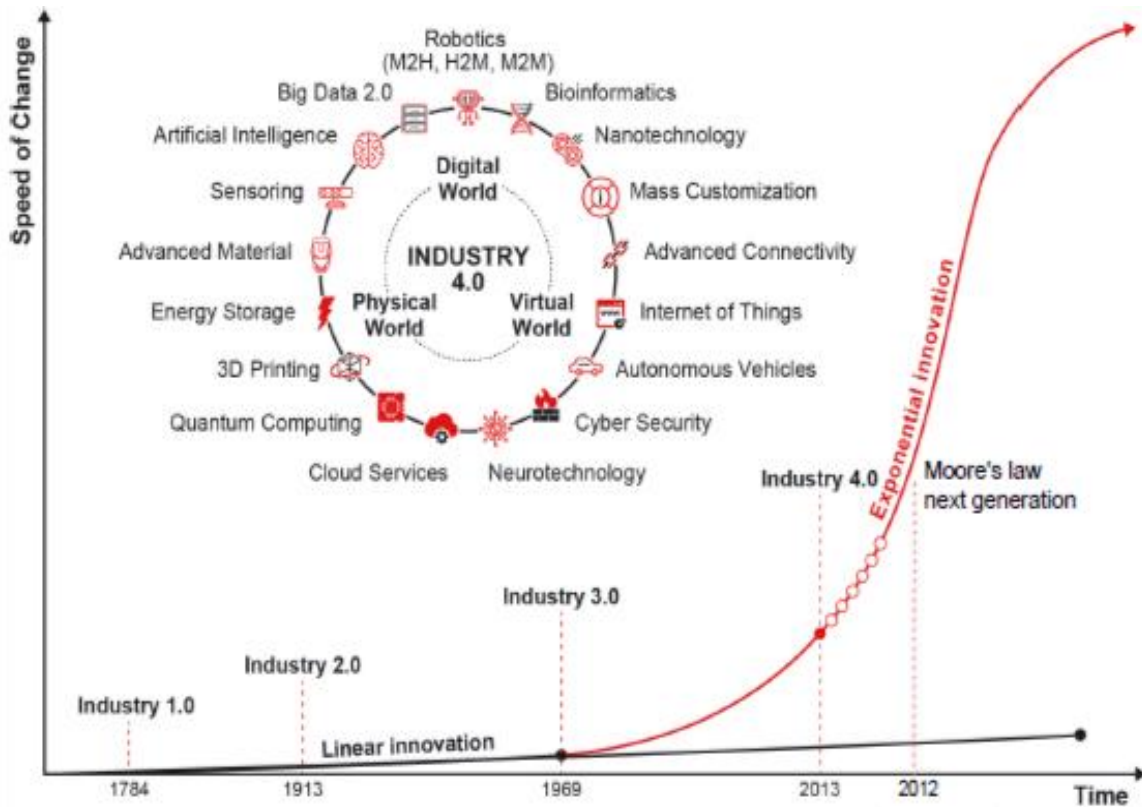 Speed of Change
Robotics
(M2H, H2M, M2M)
Big Data 2.0
Bioinformatics
Artificial Intelligence
Nanotechnology
Digital
World
Sensoring
Mass Customization
Advanced Material
INDUSTRY
4.0
Advanced Connectivity
Energy Storage
Physical
World
Virtual
World
Internet of Things
3D Printing
Autonomous Vehicles
Quantum Computing
Cyber Security
Cloud Services
Neurotechnology
Industry 4.0
Exponential innovation
Moore's law
next generation
Industry 3.0
Industry 2.0
Industry 1.0
Linear innovation
1784
1913
1969
2013
2012
Time